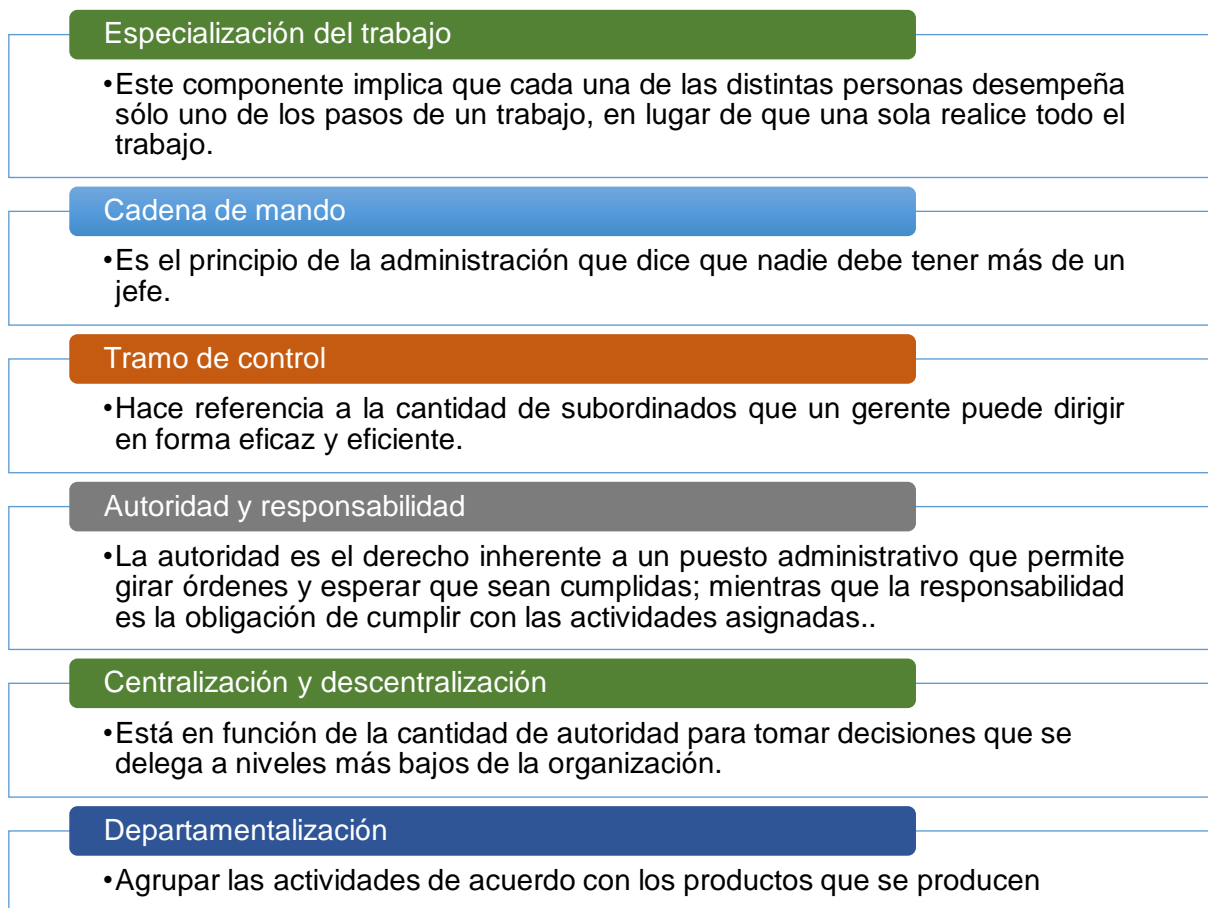 Especialización del trabajo
•Este componente implica que cada una de las distintas personas desempeña
sólo uno de los pasos de un trabajo, en lugar de que una sola realice todo el
trabajo.
Cadena de mando
•Es el principio de la administración que dice que nadie debe tener más de un
jefe.
Tramo de control
•Hace referencia a la cantidad de subordinados que un gerente puede dirigir
en forma eficaz y eficiente.
Autoridad y responsabilidad
•La autoridad es el derecho inherente a un puesto administrativo que permite
girar órdenes y esperar que sean cumplidas; mientras que la responsabilidad
es la obligación de cumplir con las actividades asignadas..
Centralización y descentralización
•Está en función de la cantidad de autoridad para tomar decisiones que se
delega a niveles más bajos de la organización.
Departamentalización
•Agrupar las actividades de acuerdo con los productos que se producen